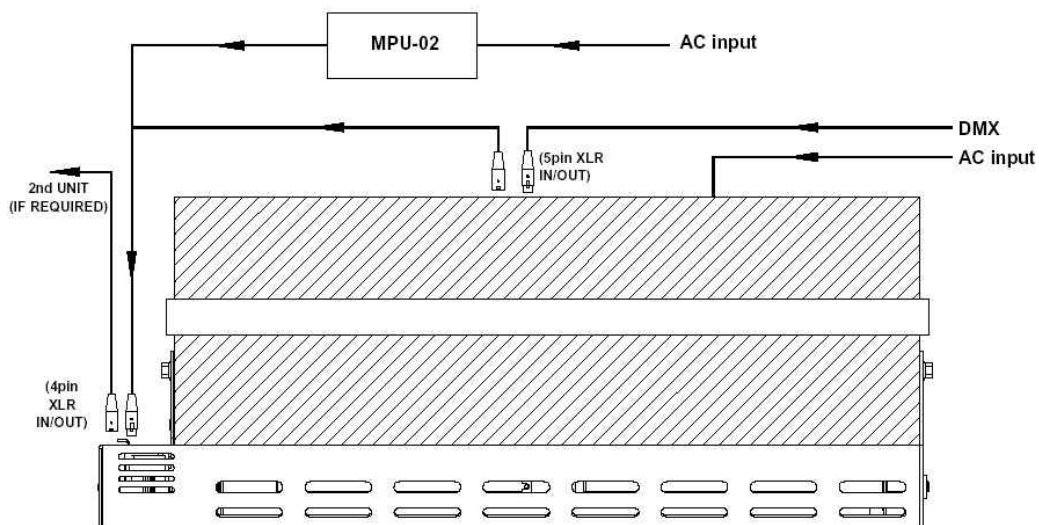 MPU-02
AC input
(5pin XLR
IN/OUT)
DMX
AC input
2nd UNIT
(IF REQUIRED)
(4pin
XLR
IN/OUT)